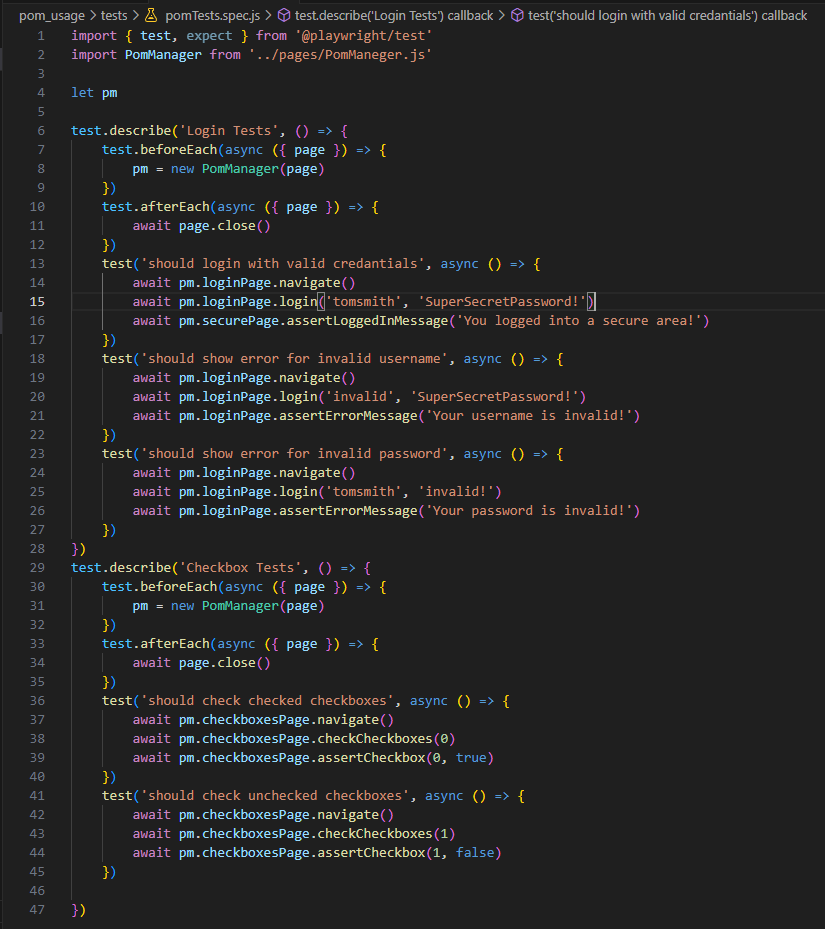 pom_usage > tests > pomTests.spec.js > test.describe('Login Tests') callback > test('should login with valid credantials') callback
1 import { test, expect } from '@playwright/test'
2 import PomManager from '../pages/PomManeger.js'
3
4 let pm
5
6 test.describe('Login Tests', () => {
7     test.beforeEach(async ({ page }) => {
8         pm = new PomManager(page)
9     })
10     test.afterEach(async ({ page }) => {
11         await page.close()
12     })
13     test('should login with valid credantials', async () => {
14         await pm.loginPage.navigate()
15         await pm.loginPage.login('tomsmith', 'SuperSecretPassword!')
16         await pm.securePage.assertLoggedInMessage('You logged into a secure area!')
17     })
18     test('should show error for invalid username', async () => {
19         await pm.loginPage.navigate()
20         await pm.loginPage.login('invalid', 'SuperSecretPassword!')
21         await pm.loginPage.assertErrorMessage('Your username is invalid!')
22     })
23     test('should show error for invalid password', async () => {
24         await pm.loginPage.navigate()
25         await pm.loginPage.login('tomsmith', 'invalid!')
26         await pm.loginPage.assertErrorMessage('Your password is invalid!')
27     })
28 })
29 test.describe('Checkbox Tests', () => {
30     test.beforeEach(async ({ page }) => {
31         pm = new PomManager(page)
32     })
33     test.afterEach(async ({ page }) => {
34         await page.close()
35     })
36     test('should check checked checkboxes', async () => {
37         await pm.checkboxesPage.navigate()
38         await pm.checkboxesPage.checkCheckboxes(0)
39         await pm.checkboxesPage.assertCheckbox(0, true)
40     })
41     test('should check unchecked checkboxes', async () => {
42         await pm.checkboxesPage.navigate()
43         await pm.checkboxesPage.checkCheckboxes(1)
44         await pm.checkboxesPage.assertCheckbox(1, false)
45     })
46
47 })